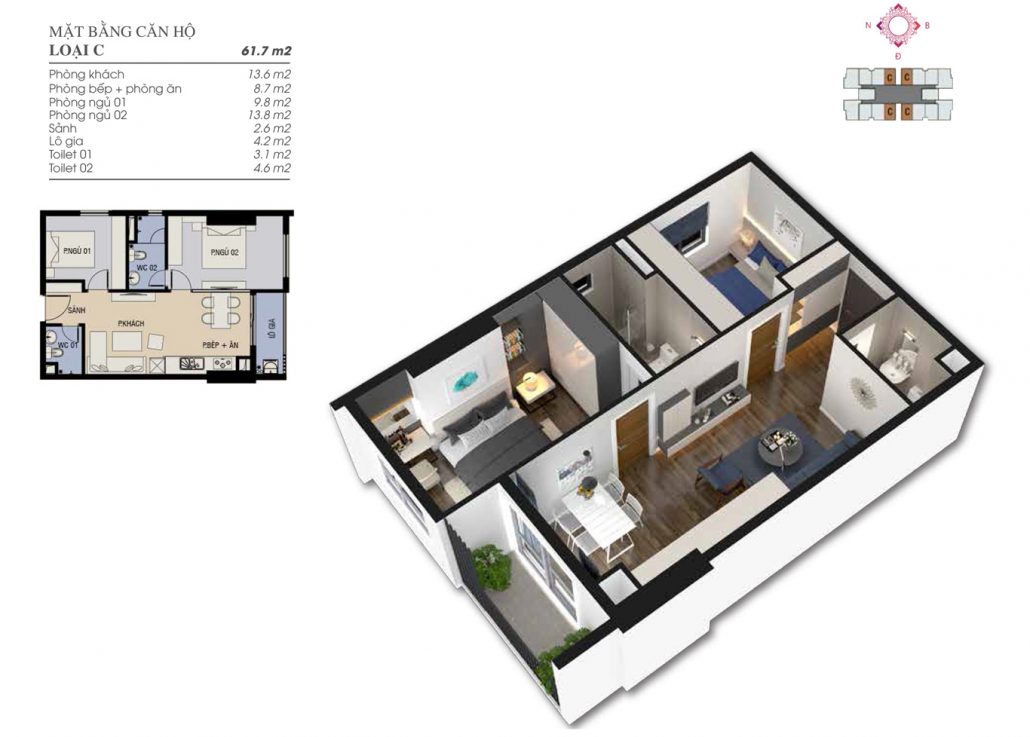 MẶT BẰNG CĂN HỘ
LOẠI C 61.7 m2
Phòng khách 13.6 m2
Phòng bếp + phòng ăn 8.7 m2
Phòng ngủ 01 9.8 m2
Phòng ngủ 02 13.8 m2
Sảnh 2.6 m2
Lô gia 4.2 m2
Toilet 01 3.1 m2
Toilet 02 4.6 m2
N B
Đ
C C
C C
P.NGỦ 01
WC 02
P.NGỦ 02
SẢNH
P.KHÁCH
LÔ GIA
WC 01
P.BẾP + ĂN